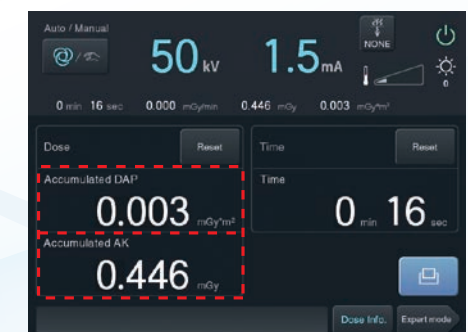 Auto / Manual
50 kV
1.5 mA
NONE
0
0 min 16 sec 0.000 mGy/min 0.446 mGy 0.003 mGy*m²
Dose
Reset
Time
Reset
Accumulated DAP
0.003 mGy*m²
Time
0 min 16 sec
Accumulated AK
0.446 mGy
Dose Info.
Expert mode